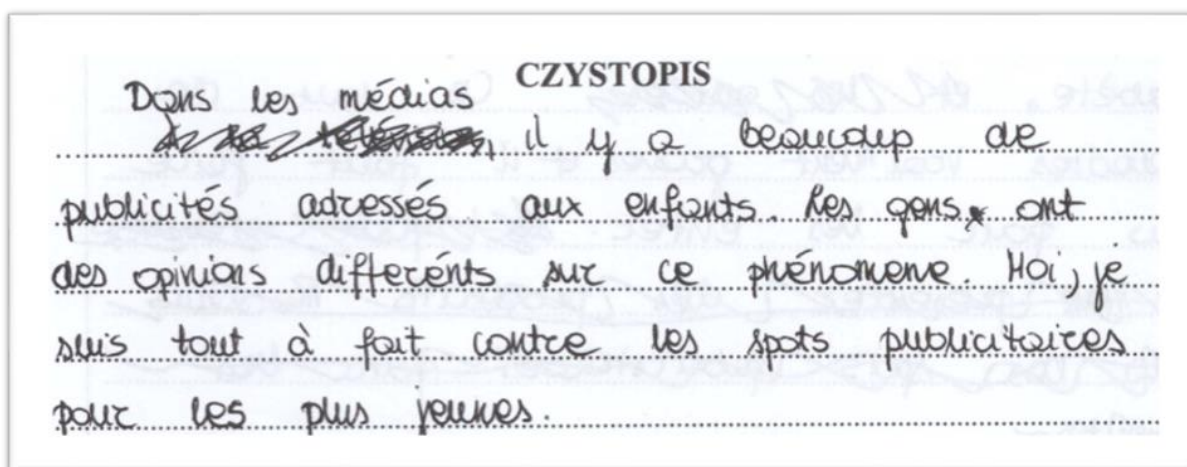 CZYSTOPIS
Dans les médias
il y a beaucoup de
publicités adressés aux enfants. Les gens ont
des opinions differénts sur ce phénomene. Moi, je
suis tout à fait contre les spots publicitaires
pour les plus jeunes.